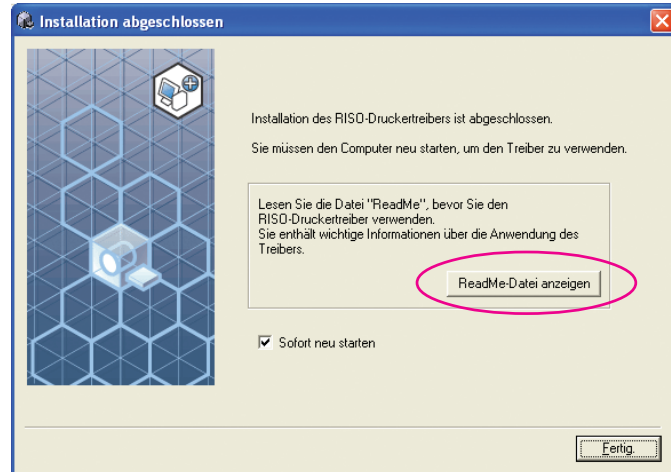 Installation abgeschlossen
Installation des RISO-Druckertreibers ist abgeschlossen.
Sie müssen den Computer neu starten, um den Treiber zu verwenden.
Lesen Sie die Datei "ReadMe", bevor Sie den
RISO-Druckertreiber verwenden.
Sie enthält wichtige Informationen über die Anwendung des
Treibers.
ReadMe-Datei anzeigen
Sofort neu starten
Fertig.